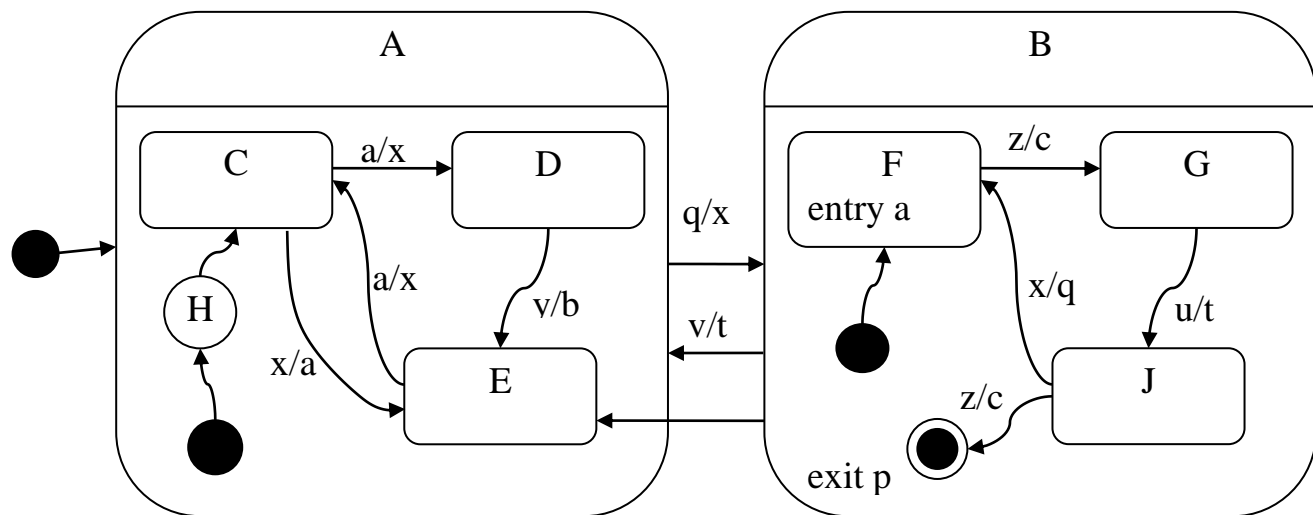 A
B
C
a/x
D
F
entry a
z/c
G
q/x
H
a/x
v/b
x/q
u/t
v/t
x/a
E
J
z/c
exit p